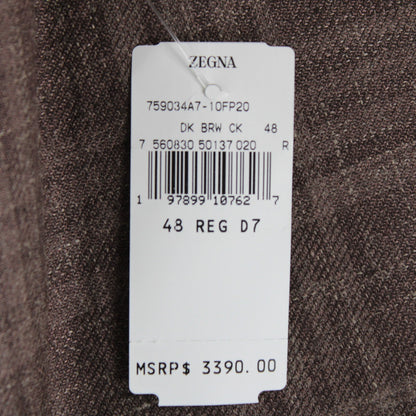 ZEGNA
759034A7-10FP20
DK BRW CK 48
7 560830 50137 020 R
1 97899 10762 7
48 REG D7
MSRP$ 3390.00